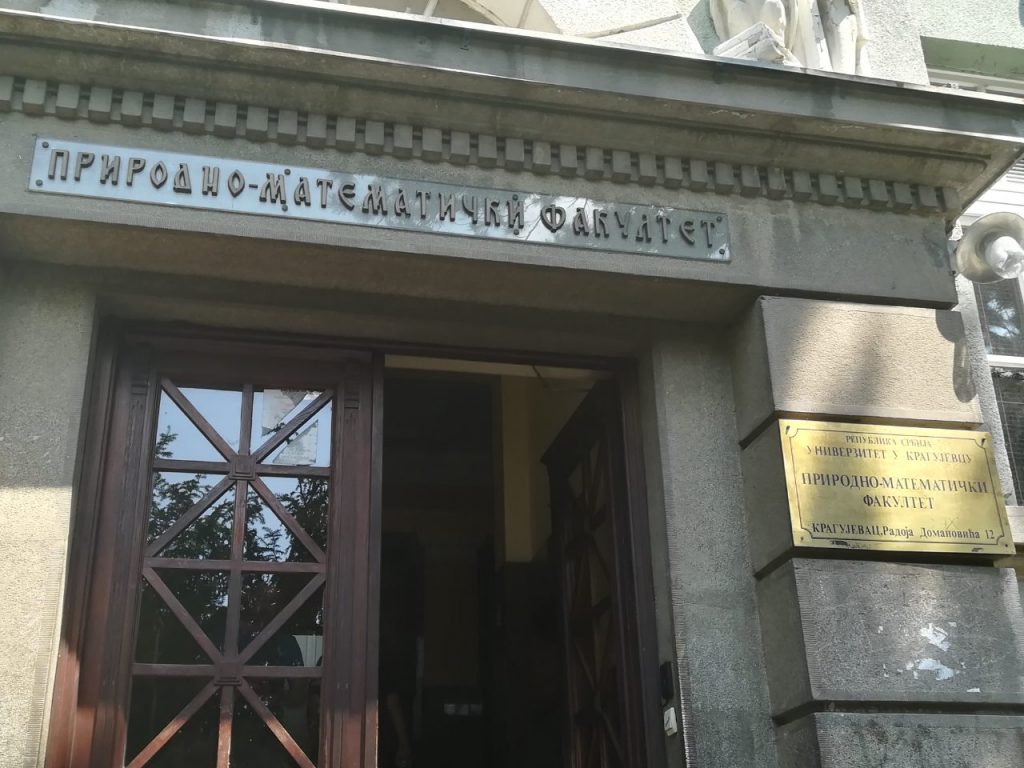 ПРИРОДНО-МАТЕМАТИЧКИ ФАКУЛТЕТ
РЕПУБЛИКА СРБИЈА
УНИВЕРЗИТЕТ У КРАГУЈЕВЦУ
ПРИРОДНО-МАТЕМАТИЧКИ
ФАКУЛТЕТ
КРАГУЈЕВАЦ,Радоја Домановића 12